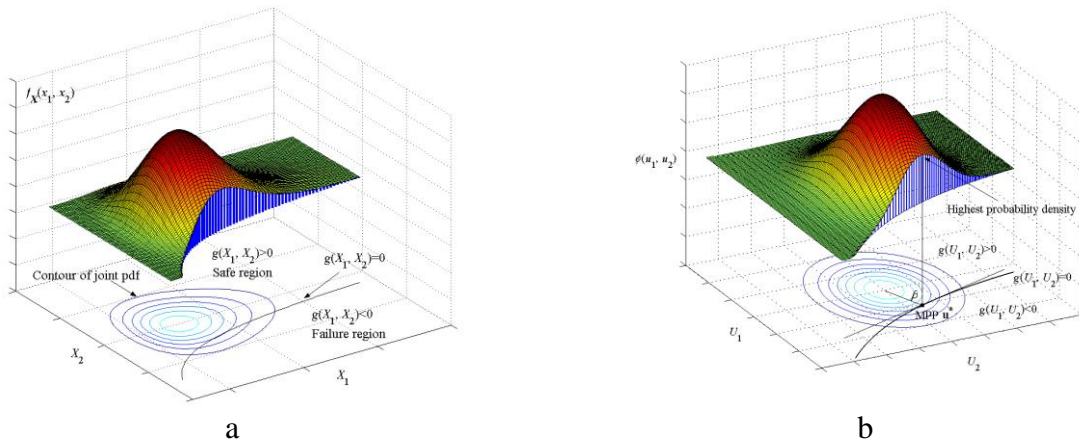 f_X(x_1, x_2)
g(X_1, X_2)>0
Safe region
g(X_1, X_2)=0
Contour of joint pdf
g(X_1, X_2)<0
Failure region
X_2
X_1
a
ϕ(u_1, u_2)
Highest probability density
g(U_1, U_2)>0
g(U_1, U_2)=0
β
MPP u*
g(U_1, U_2)<0
U_1
U_2
b